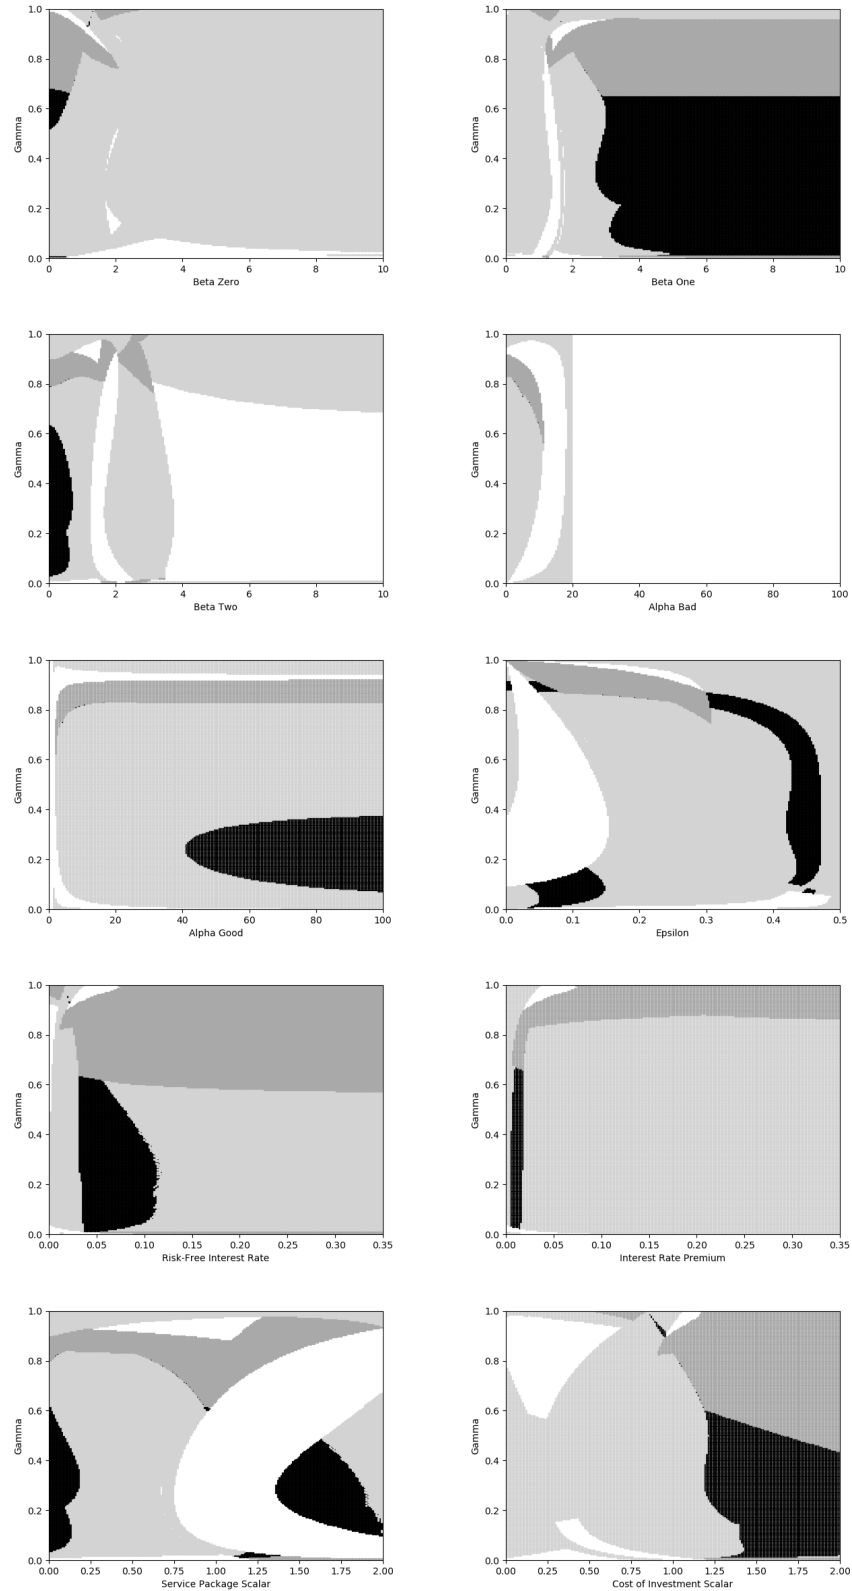 1.0 1.0
0.8 0.8
0.6 0.6
Gamma Gamma
0.4 0.4
0.2 0.2
0.0 0.0
0 2 4 6 8 10 0 2 4 6 8 10
Beta Zero Beta One
1.0 1.0
0.8 0.8
0.6 0.6
Gamma Gamma
0.4 0.4
0.2 0.2
0.0 0.0
0 2 4 6 8 10 0 20 40 60 80 100
Beta Two Alpha Bad
1.0 1.0
0.8 0.8
0.6 0.6
Gamma Gamma
0.4 0.4
0.2 0.2
0.0 0.0
0 20 40 60 80 100 0.0 0.1 0.2 0.3 0.4 0.5
Alpha Good Epsilon
1.0 1.0
0.8 0.8
0.6 0.6
Gamma Gamma
0.4 0.4
0.2 0.2
0.0 0.0
0.00 0.05 0.10 0.15 0.20 0.25 0.30 0.35 0.00 0.05 0.10 0.15 0.20 0.25 0.30 0.35
Risk-Free Interest Rate Interest Rate Premium
1.0 1.0
0.8 0.8
0.6 0.6
Gamma Gamma
0.4 0.4
0.2 0.2
0.0 0.0
0.00 0.25 0.50 0.75 1.00 1.25 1.50 1.75 2.00 0.00 0.25 0.50 0.75 1.00 1.25 1.50 1.75 2.00
Service Package Scalar Cost of Investment Scalar